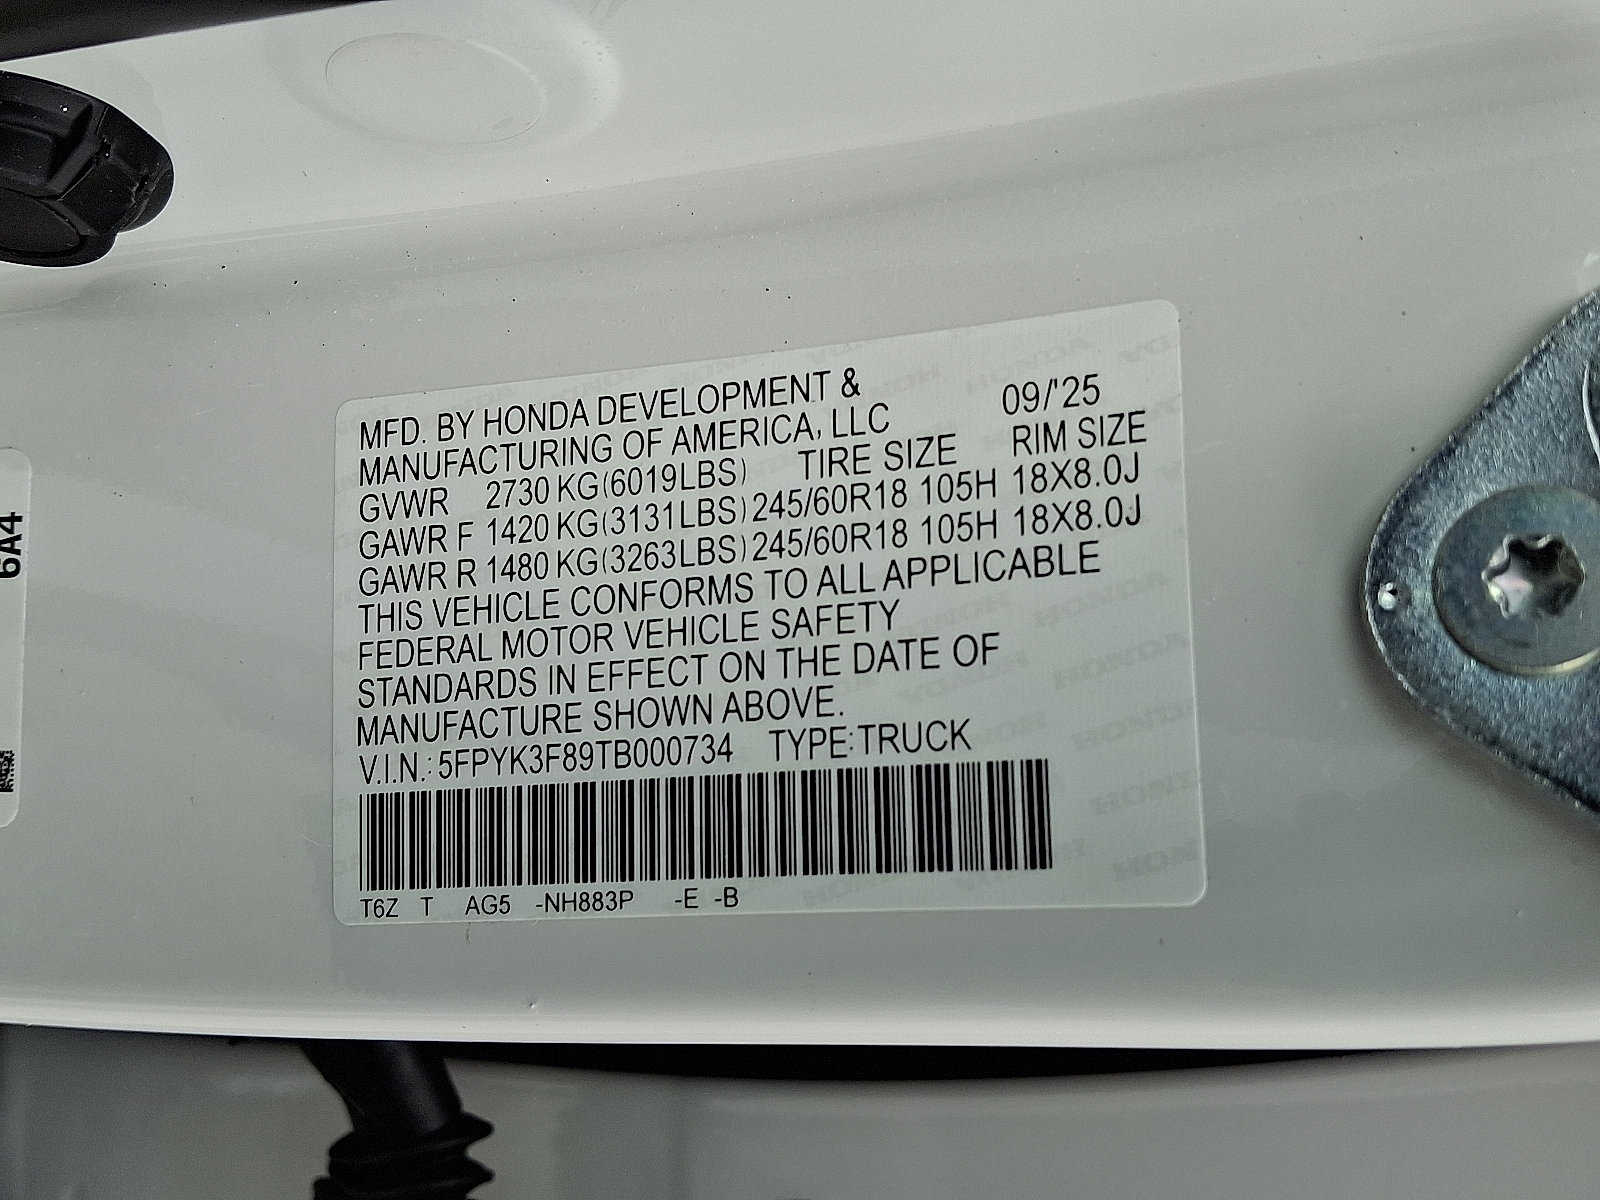 MFD. BY HONDA DEVELOPMENT &
MANUFACTURING OF AMERICA, LLC 09/'25
GVWR 2730 KG(6019LBS) TIRE SIZE RIM SIZE
GAWR F 1420 KG(3131LBS) 245/60R18 105H 18X8.0J
GAWR R 1480 KG(3263LBS) 245/60R18 105H 18X8.0J
THIS VEHICLE CONFORMS TO ALL APPLICABLE
FEDERAL MOTOR VEHICLE SAFETY
STANDARDS IN EFFECT ON THE DATE OF
MANUFACTURE SHOWN ABOVE.
V.I.N.: 5FPYK3F89TB000734 TYPE:TRUCK
T6Z T AG5 -NH883P -E -B
6A4